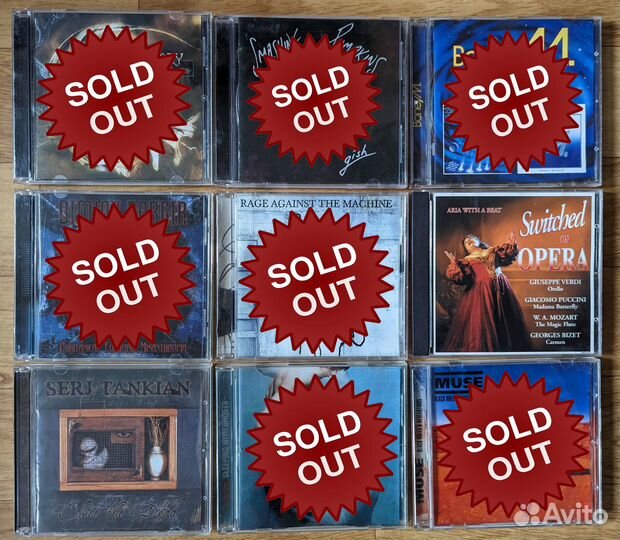 SOLD
OUT
SMASHING PUMPKINS
SOLD
OUT
gish
Boney M.
SOLD
OUT
SOLD
OUT
RAGE AGAINST THE MACHINE
SOLD
OUT
ARIA WITH A BEAT
Switched
ON
OPERA
GIUSEPPE VERDI
Otello
GIACOMO PUCCINI
Madama Butterfly
W. A. MOZART
The Magic Flute
GEORGES BIZET
Carmen
SERJ TANKIAN
Elect the Dead
SOLD
OUT
MUSE
MUSE
SOLD
OUT
Avito